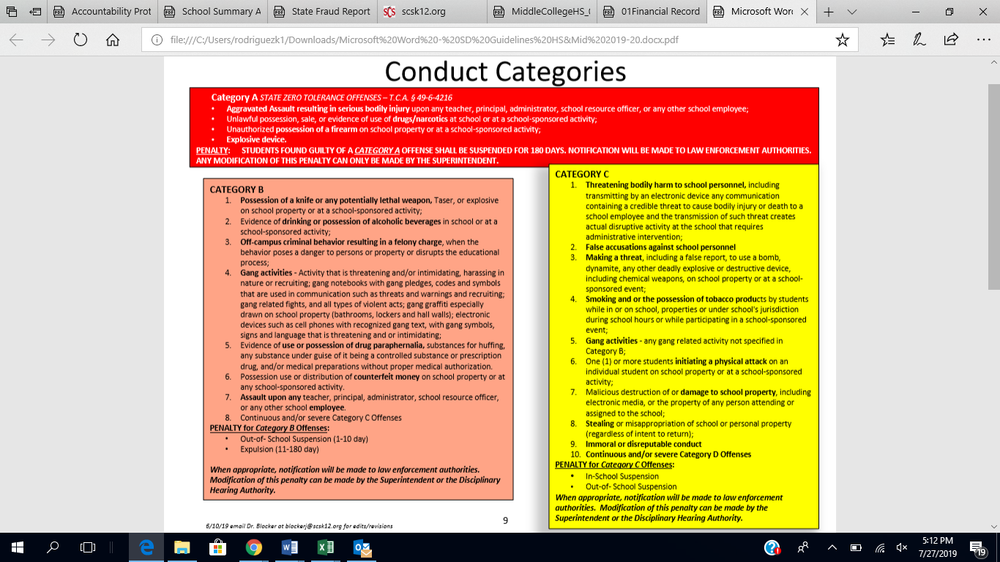 Accountability Prot
School Summary A
State Fraud Report
SCS scsk12.org
MiddleCollegeHS_(
01Financial Record
Microsoft Wor
file:///C:/Users/rodriguezk1/Downloads/Microsoft%20Word%20-%20SD%20Guidelines%20HS&Mid%202019-20.docx.pdf
Conduct Categories
Category A STATE ZERO TOLERANCE OFFENSES – T.C.A. § 49-6-4216
• Aggravated Assault resulting in serious bodily injury upon any teacher, principal, administrator, school resource officer, or any other school employee;
• Unlawful possession, sale, or evidence of use of drugs/narcotics at school or at a school-sponsored activity;
• Unauthorized possession of a firearm on school property or at a school-sponsored activity;
• Explosive device.
PENALTY: STUDENTS FOUND GUILTY OF A CATEGORY A OFFENSE SHALL BE SUSPENDED FOR 180 DAYS. NOTIFICATION WILL BE MADE TO LAW ENFORCEMENT AUTHORITIES.
ANY MODIFICATION OF THIS PENALTY CAN ONLY BE MADE BY THE SUPERINTENDENT.
CATEGORY B
1. Possession of a knife or any potentially lethal weapon, Taser, or explosive
on school property or at a school-sponsored activity;
2. Evidence of drinking or possession of alcoholic beverages in school or at a
school-sponsored activity;
3. Off-campus criminal behavior resulting in a felony charge, when the
behavior poses a danger to persons or property or disrupts the educational
process;
4. Gang activities - Activity that is threatening and/or intimidating, harassing in
nature or recruiting; gang notebooks with gang pledges, codes and symbols
that are used in communication such as threats and warnings and recruiting;
gang related fights, and all types of violent acts; gang graffiti especially
drawn on school property (bathrooms, lockers and hall walls); electronic
devices such as cell phones with recognized gang text, with gang symbols,
signs and language that is threatening and or intimidating;
5. Evidence of use or possession of drug paraphernalia, substances for huffing,
any substance under guise of it being a controlled substance or prescription
drug, and/or medical preparations without proper medical authorization.
6. Possession use or distribution of counterfeit money on school property or at
any school-sponsored activity.
7. Assault upon any teacher, principal, administrator, school resource officer,
or any other school employee.
8. Continuous and/or severe Category C Offenses
PENALTY for Category B Offenses:
• Out-of- School Suspension (1-10 day)
• Expulsion (11-180 day)
When appropriate, notification will be made to law enforcement authorities.
Modification of this penalty can be made by the Superintendent or the Disciplinary
Hearing Authority.
CATEGORY C
1. Threatening bodily harm to school personnel, including
transmitting by an electronic device any communication
containing a credible threat to cause bodily injury or death to a
school employee and the transmission of such threat creates
actual disruptive activity at the school that requires
administrative intervention;
2. False accusations against school personnel
3. Making a threat, including a false report, to use a bomb,
dynamite, any other deadly explosive or destructive device,
including chemical weapons, on school property or at a school-
sponsored event;
4. Smoking and or the possession of tobacco products by students
while in or on school, properties or under school's jurisdiction
during school hours or while participating in a school-sponsored
event;
5. Gang activities - any gang related activity not specified in
Category B;
6. One (1) or more students initiating a physical attack on an
individual student on school property or at a school-sponsored
activity;
7. Malicious destruction of or damage to school property, including
electronic media, or the property of any person attending or
assigned to the school;
8. Stealing or misappropriation of school or personal property
(regardless of intent to return);
9. Immoral or disreputable conduct
10. Continuous and/or severe Category D Offenses
PENALTY for Category C Offenses:
• In-School Suspension
• Out-of- School Suspension
When appropriate, notification will be made to law enforcement
authorities. Modification of this penalty can be made by the
Superintendent or the Disciplinary Hearing Authority.
6/10/19 email Dr. Blocker at blockerj@scsk12.org for edits/revisions
9
5:12 PM
7/27/2019
19